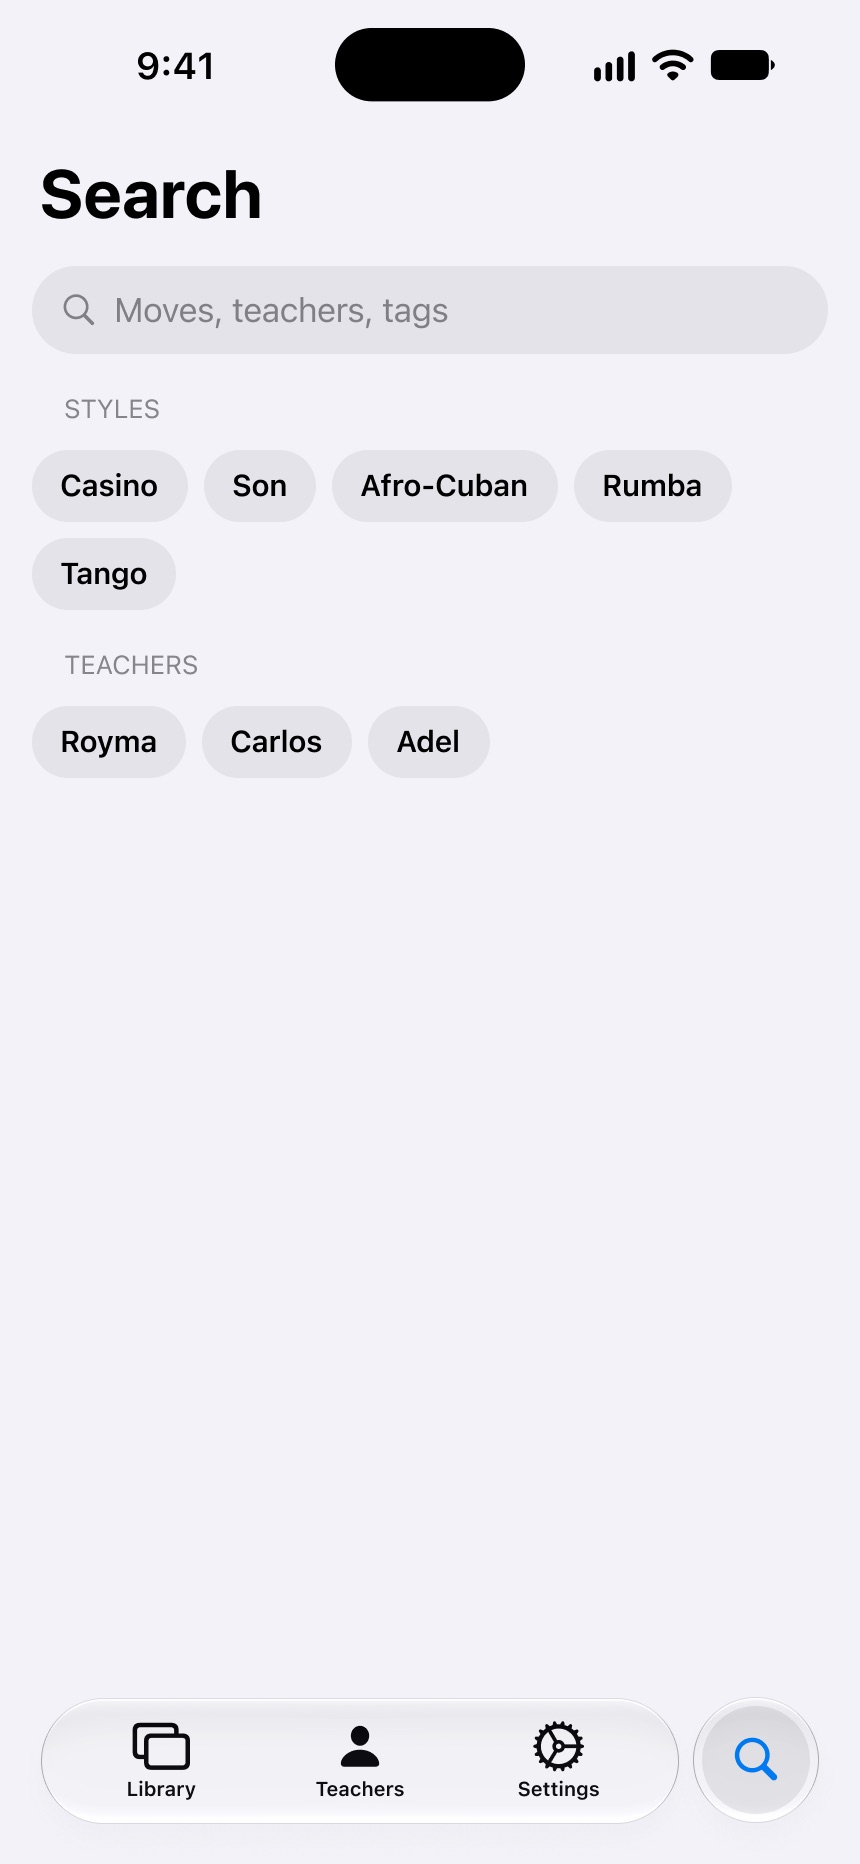 9:41
Search
Moves, teachers, tags
STYLES
Casino Son Afro-Cuban Rumba
Tango
TEACHERS
Royma Carlos Adel
Library Teachers Settings